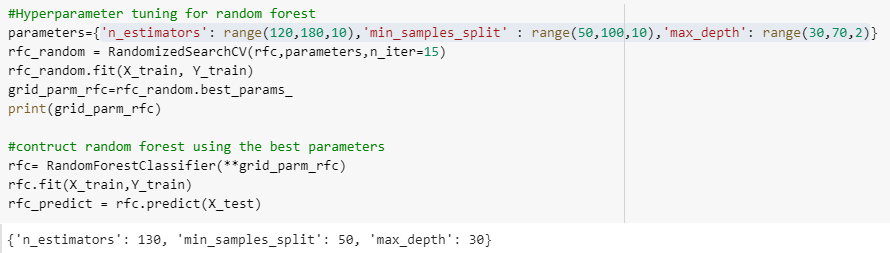 #Hyperparameter tuning for random forest
parameters={'n_estimators': range(120,180,10),'min_samples_split' : range(50,100,10),'max_depth': range(30,70,2)}
rfc_random = RandomizedSearchCV(rfc,parameters,n_iter=15)
rfc_random.fit(X_train, Y_train)
grid_parm_rfc=rfc_random.best_params_
print(grid_parm_rfc)
#contruct random forest using the best parameters
rfc= RandomForestClassifier(**grid_parm_rfc)
rfc.fit(X_train,Y_train)
rfc_predict = rfc.predict(X_test)
{'n_estimators': 130, 'min_samples_split': 50, 'max_depth': 30}